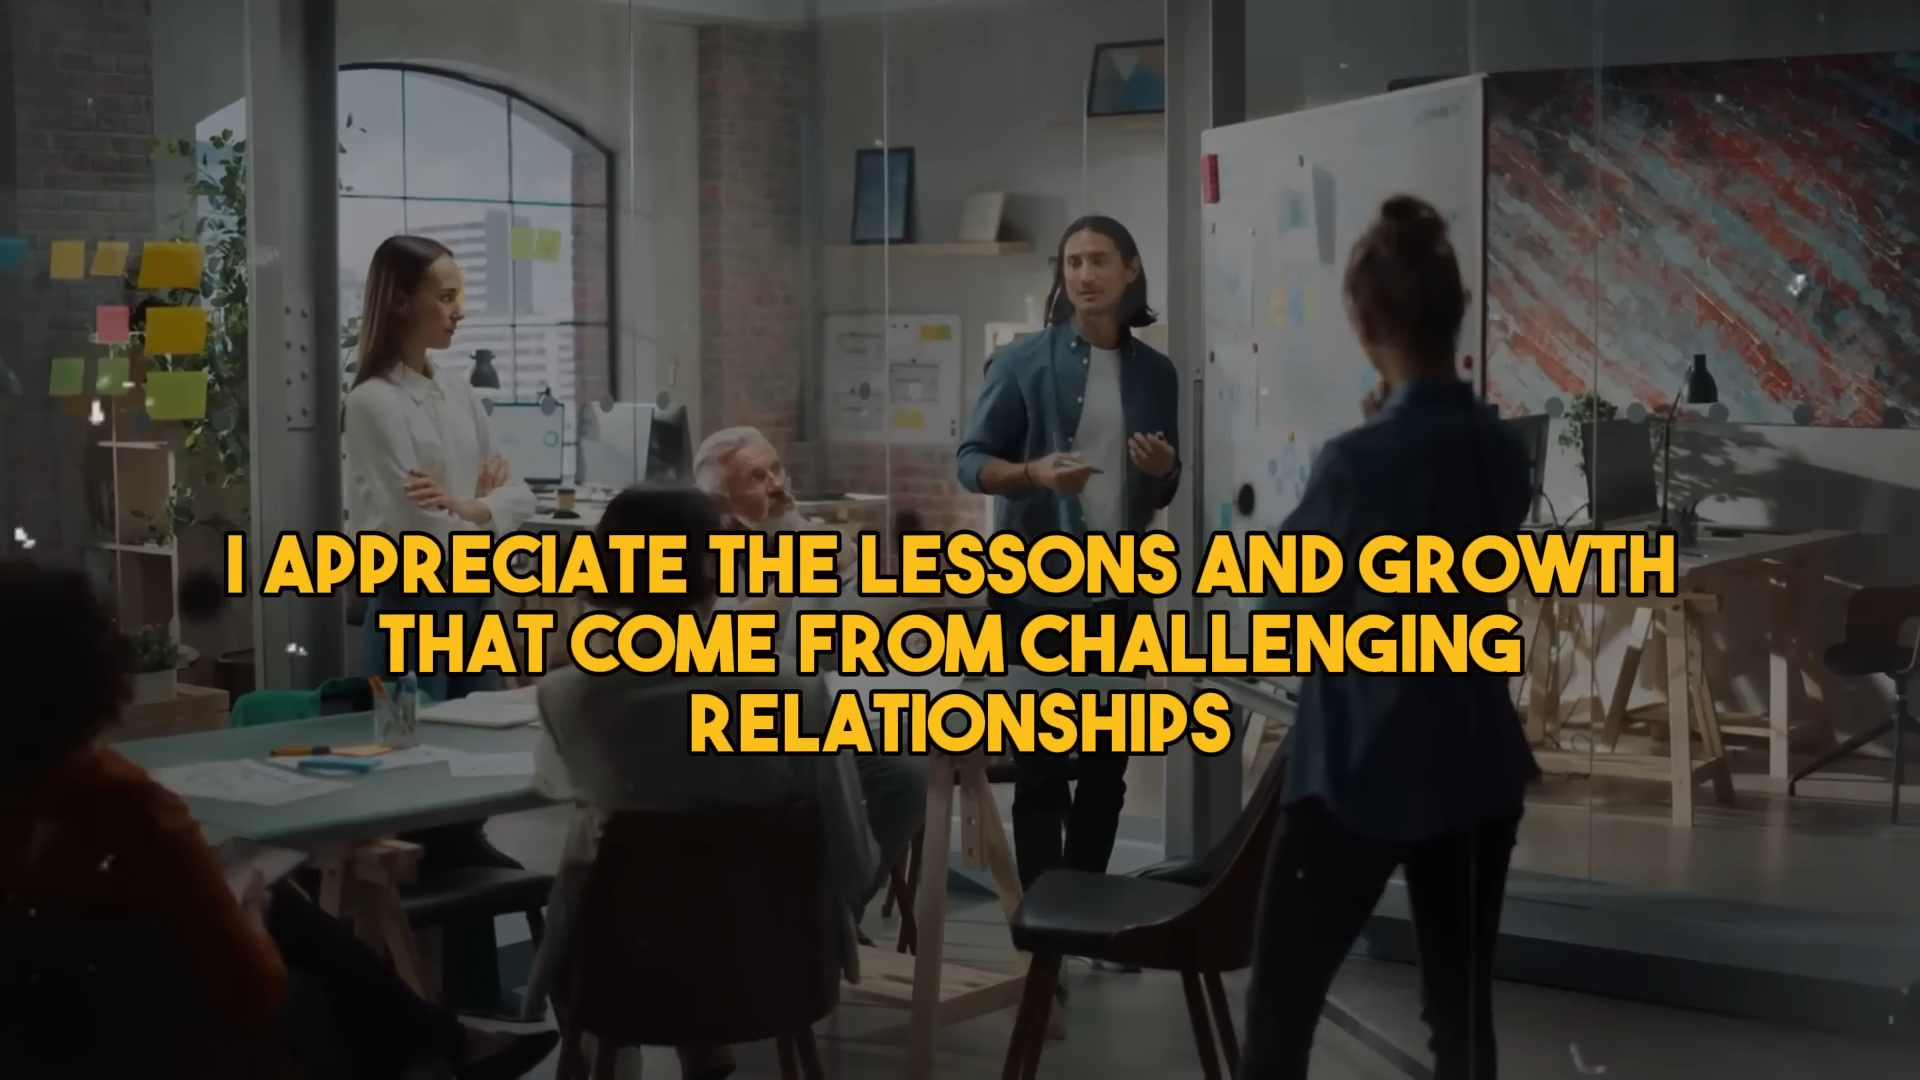 I APPRECIATE THE LESSONS AND GROWTH
THAT COME FROM CHALLENGING
RELATIONSHIPS